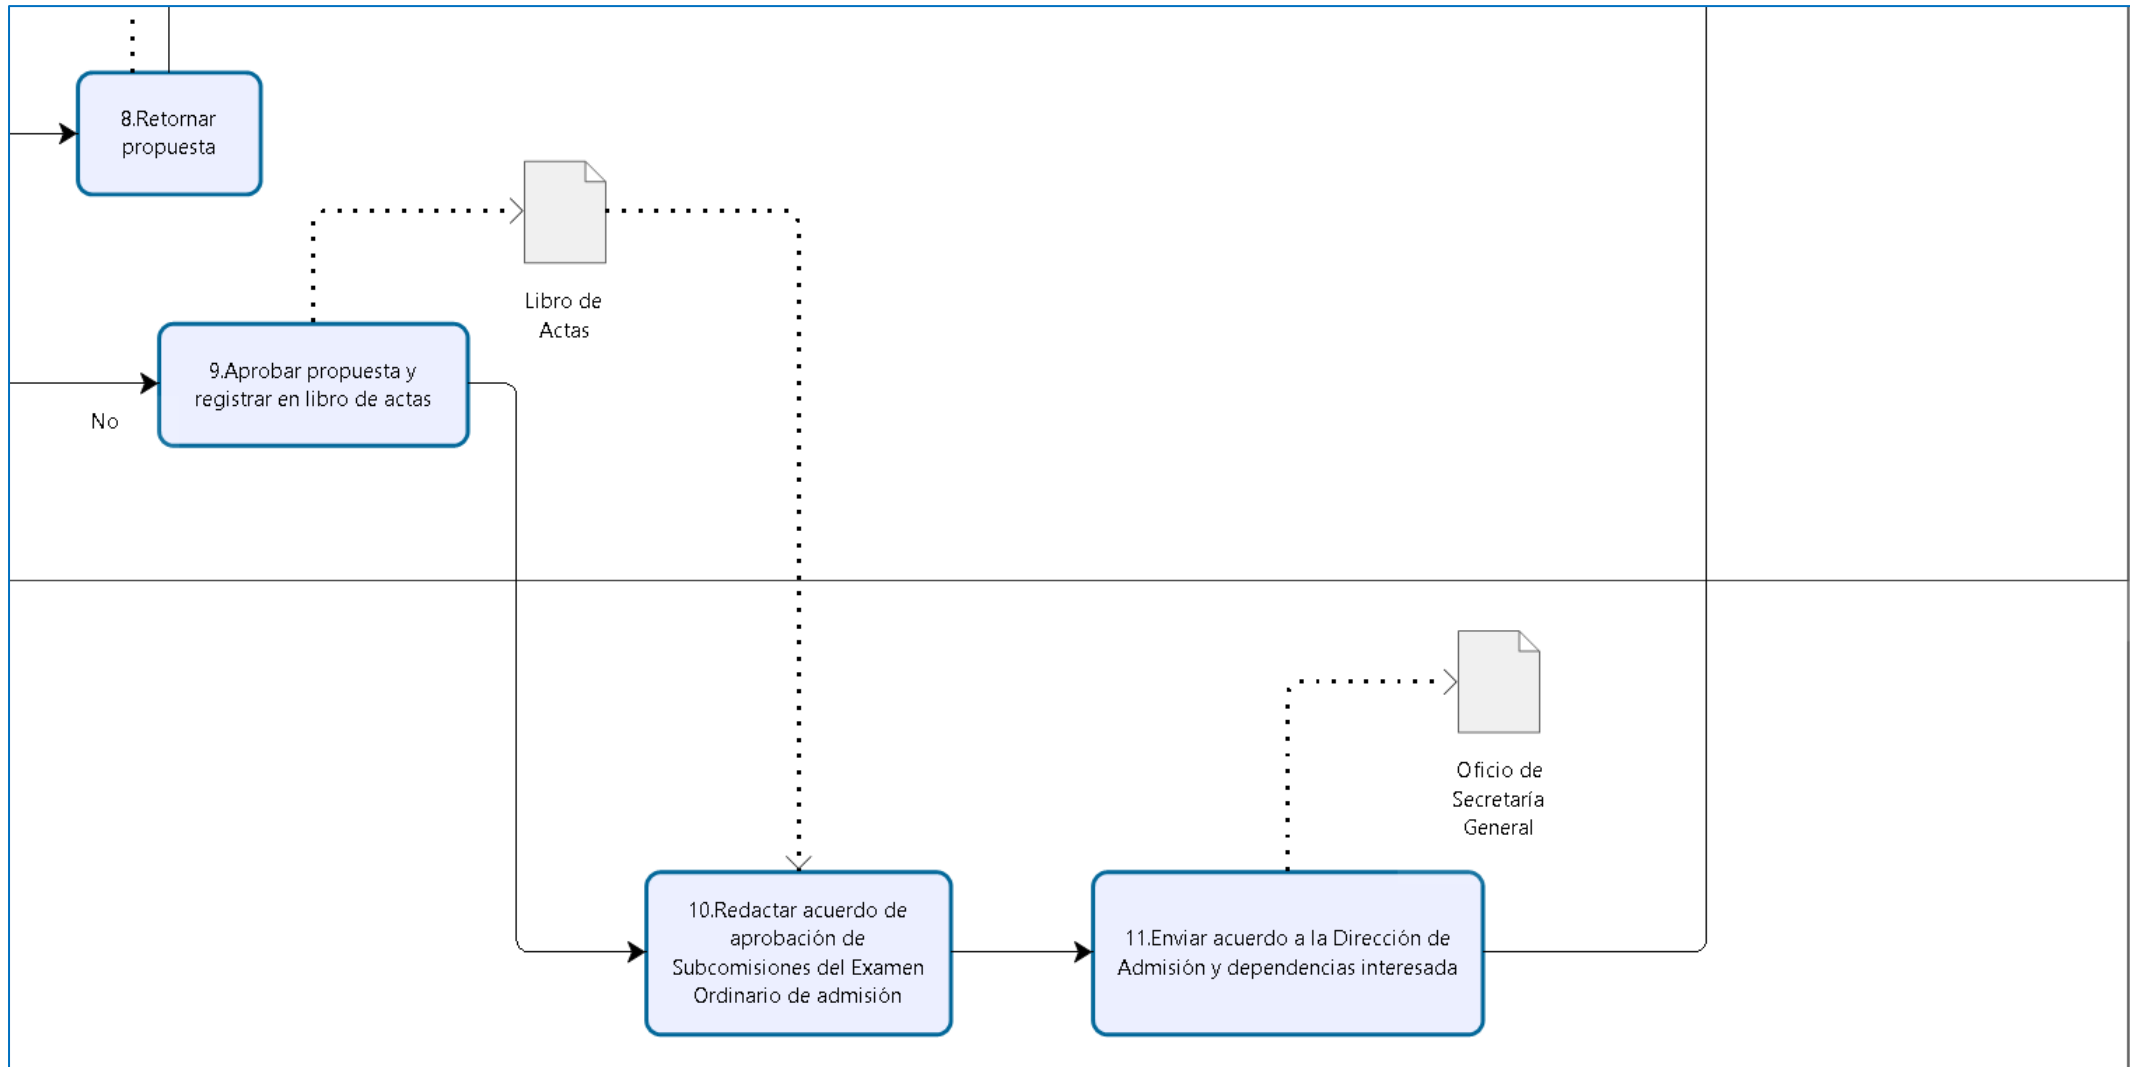 8.Retornar
propuesta
Libro de
Actas
9.Aprobar propuesta y
registrar en libro de actas
No
Oficio de
Secretaría
General
10.Redactar acuerdo de
aprobación de
Subcomisiones del Examen
Ordinario de admisión
11.Enviar acuerdo a la Dirección de
Admisión y dependencias interesada